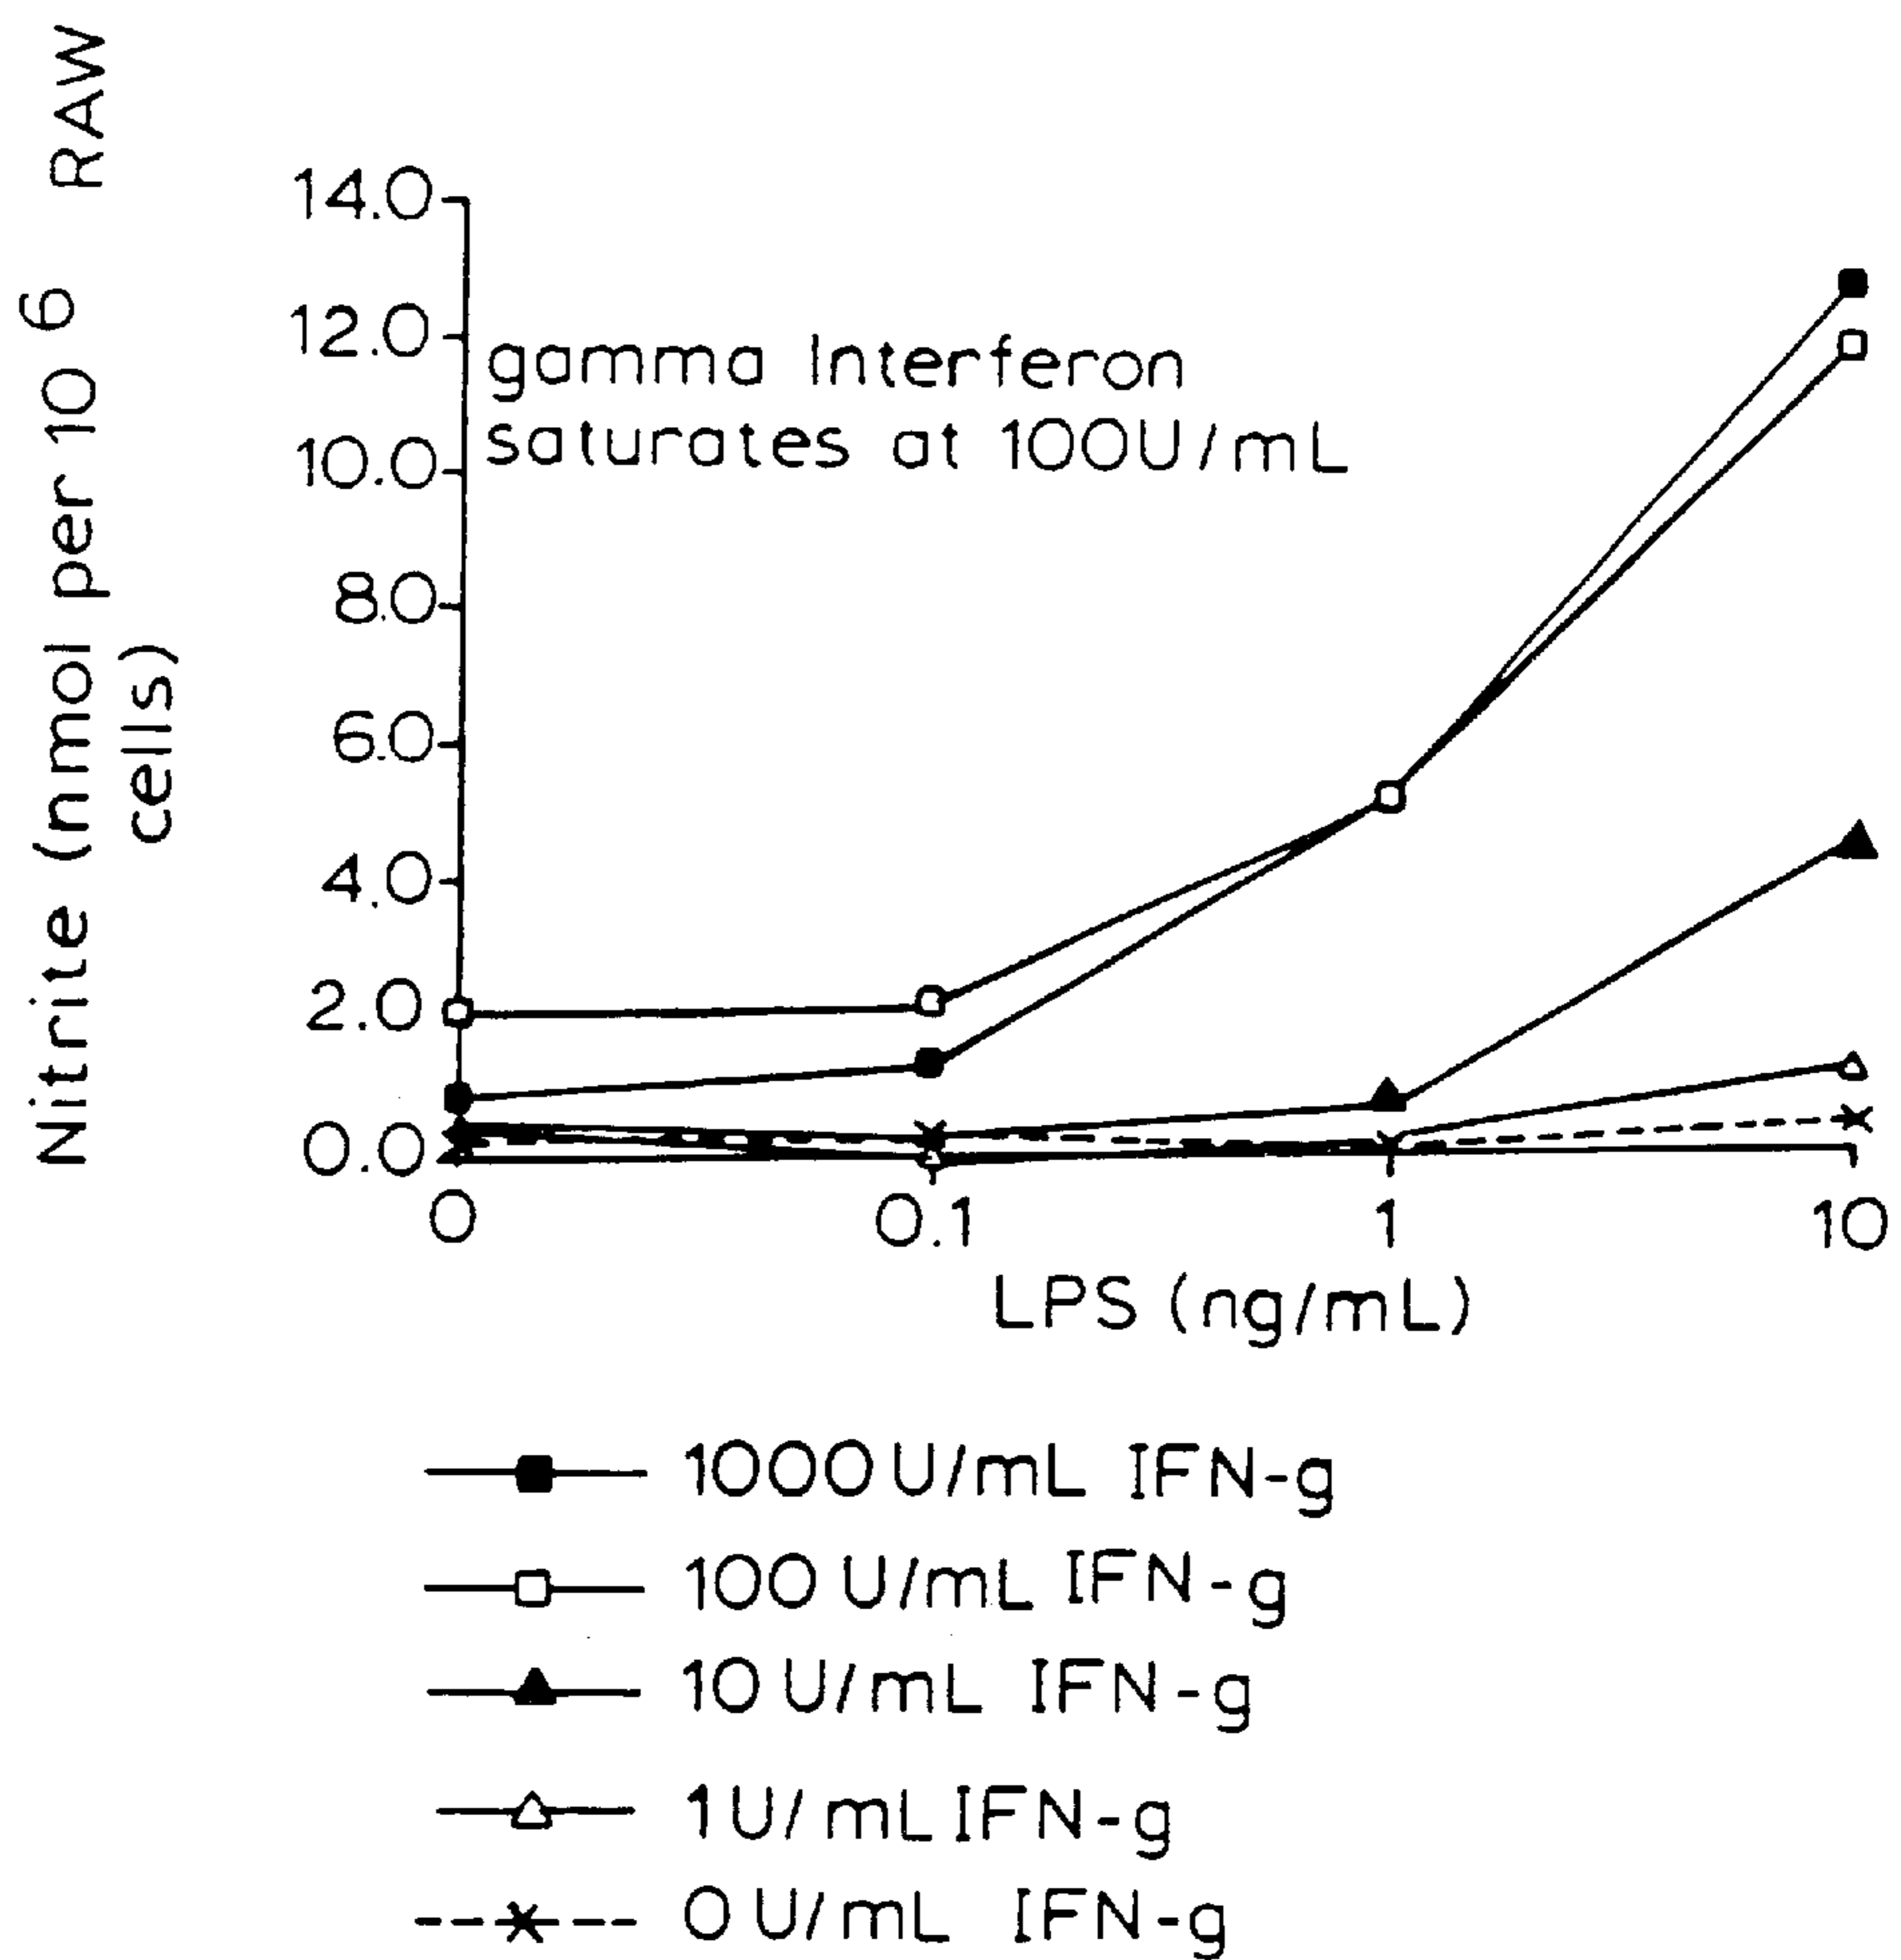 Nitrite (nmol per 10 6 RAW
cells)
14.0
12.0
10.0
8.0
6.0
4.0
2.0
0.0
gamma Interferon
saturates at 100U/mL
0 0.1 1 10
LPS (ng/mL)
1000U/mL IFN-g
100 U/mL IFN-g
10 U/mL IFN-g
1U/mL IFN-g
0 U/mL IFN-g